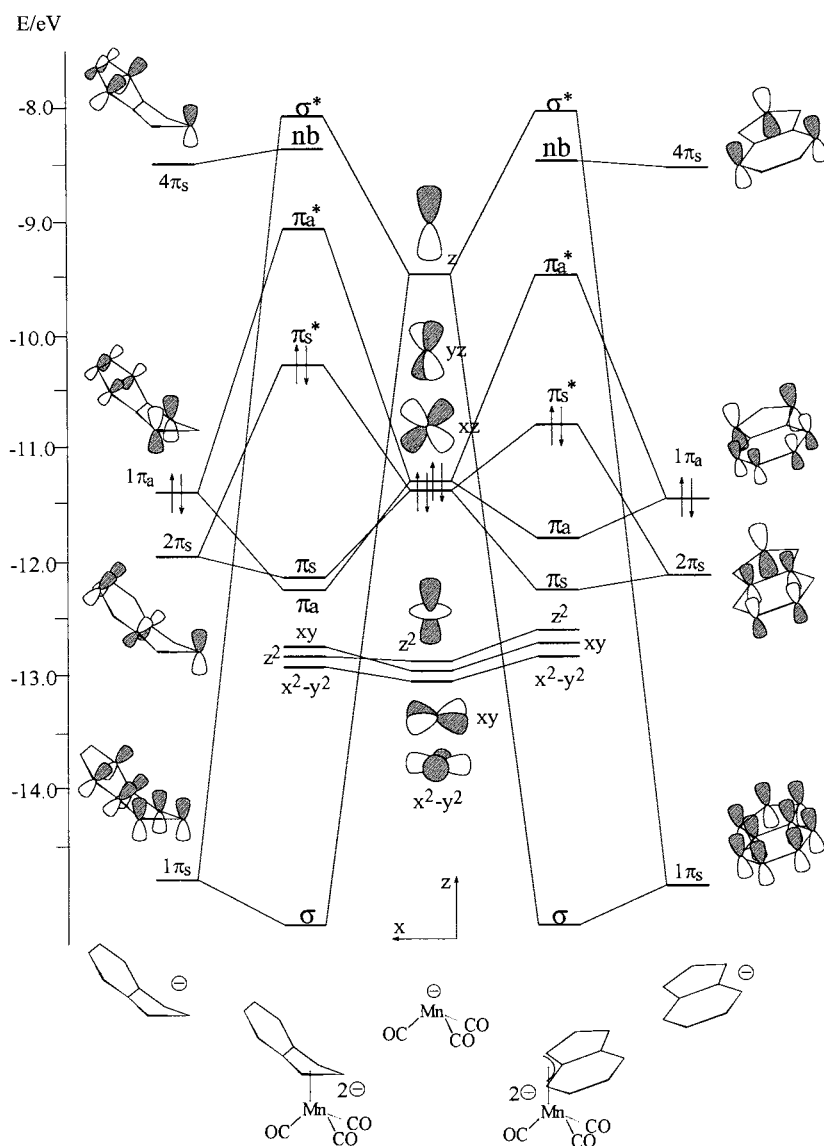 E/eV
-8.0
-9.0
-10.0
-11.0
-12.0
-13.0
-14.0
4πs
1πa
2πs
1πs
σ*
nb
πa*
πs*
πs
πa
xy
z²
x²-y²
σ
z
yz
xz
z²
xy
x²-y²
z
x
σ*
nb
πa*
πs*
πa
πs
z²
xy
x²-y²
σ
4πs
1πa
2πs
1πs
⊖
2⊖
Mn
OC
CO
CO
⊖
Mn
OC
CO
CO
2⊖
Mn
OC
CO
CO
⊖